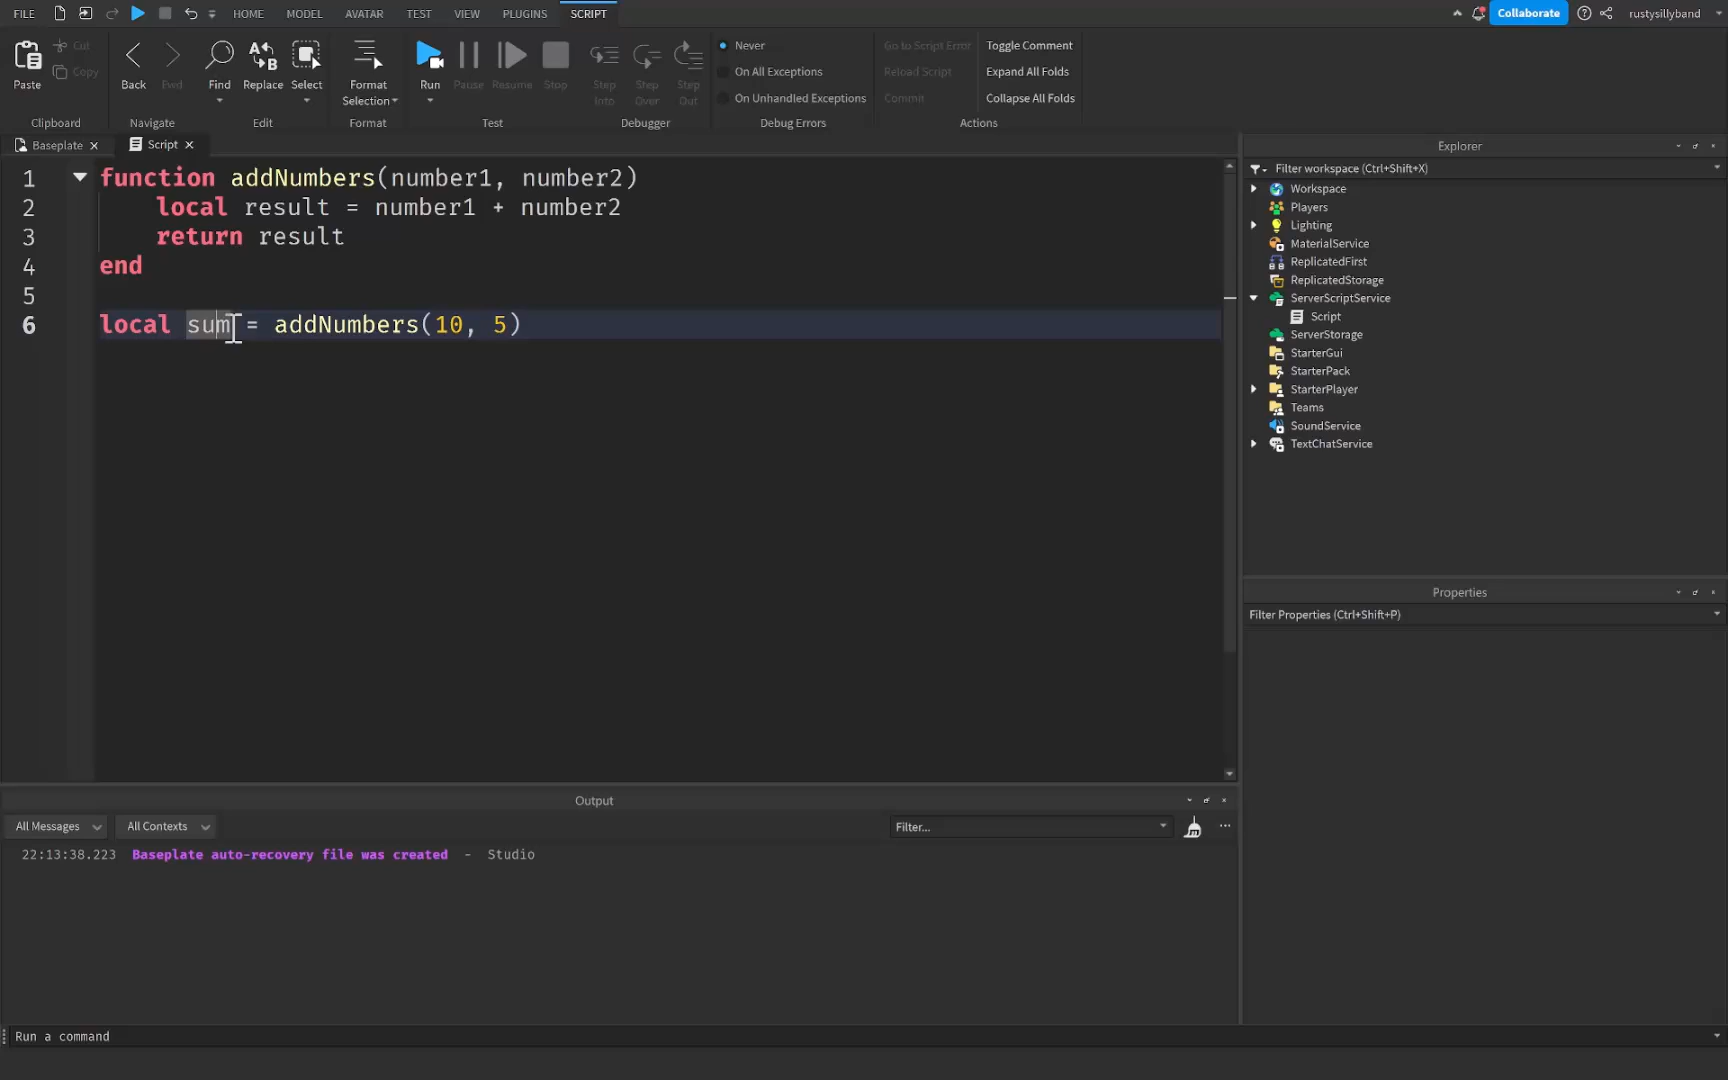 FILE HOME MODEL AVATAR TEST VIEW PLUGINS SCRIPT Collaborate rustysillyband
Paste Cut Copy Back Fwd Find Replace Select Format Selection Run Pause Resume Stop Step Into Step Over Step Out
Never
On All Exceptions
On Unhandled Exceptions
Go to Script Error
Reload Script
Commit
Toggle Comment
Expand All Folds
Collapse All Folds
Clipboard Navigate Edit Format Test Debugger Debug Errors Actions
Baseplate Script
1 function addNumbers(number1, number2)
2 local result = number1 + number2
3 return result
4 end
5
6 local sum = addNumbers(10, 5)
Explorer
Filter workspace (Ctrl+Shift+X)
Workspace
Players
Lighting
MaterialService
ReplicatedFirst
ReplicatedStorage
ServerScriptService
Script
ServerStorage
StarterGui
StarterPack
StarterPlayer
Teams
SoundService
TextChatService
Properties
Filter Properties (Ctrl+Shift+P)
Output
All Messages All Contexts Filter...
22:13:38.223 Baseplate auto-recovery file was created - Studio
Run a command